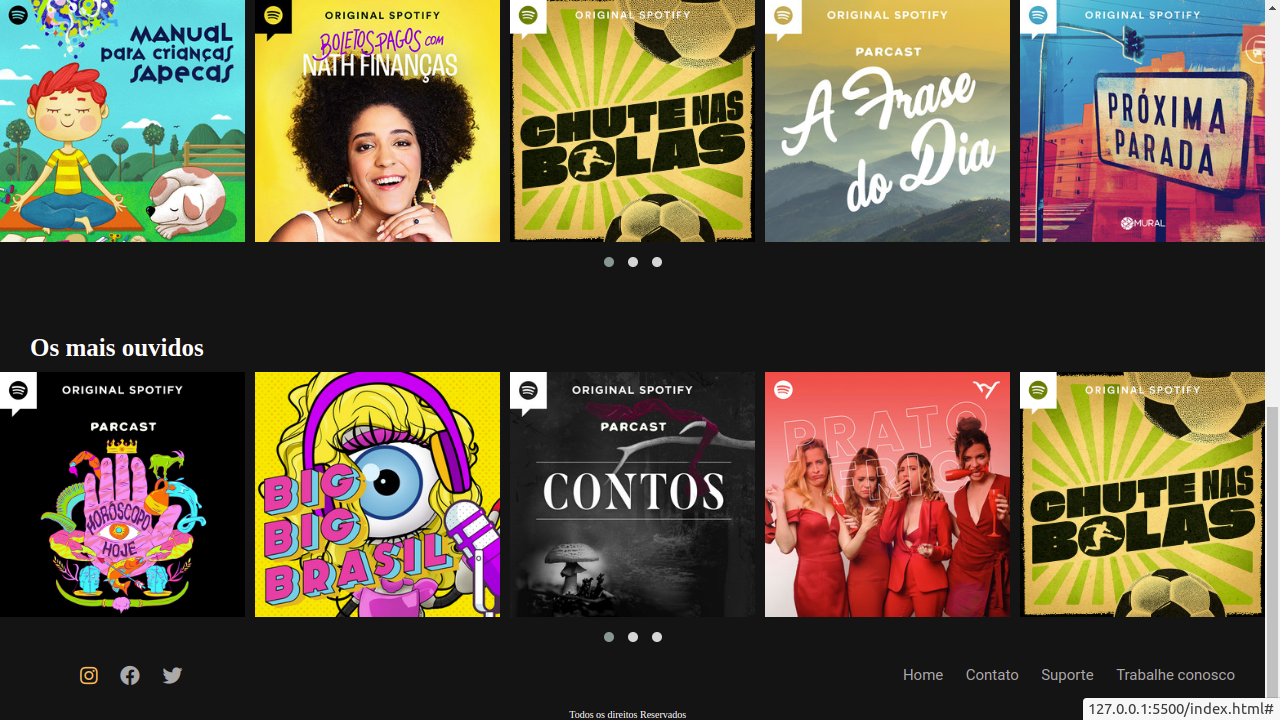 MANUAL
para crianças
sapecas
ORIGINAL SPOTIFY
BOLETOS PAGOS COM
NATH FINANÇAS
ORIGINAL SPOTIFY
CHUTE NAS
BOLAS
ORIGINAL SPOTIFY
PARCAST
A Frase
do Dia
ORIGINAL SPOTIFY
PRÓXIMA
PARADA
MURAL
Os mais ouvidos
ORIGINAL SPOTIFY
PARCAST
HORÓSCOPO
HOJE
BIG
BIG
BRASIL
ORIGINAL SPOTIFY
PARCAST
CONTOS
PRATO
FRIO
ORIGINAL SPOTIFY
CHUTE NAS
BOLAS
Home Contato Suporte Trabalhe conosco
Todos os direitos Reservados
127.0.0.1:5500/index.html#